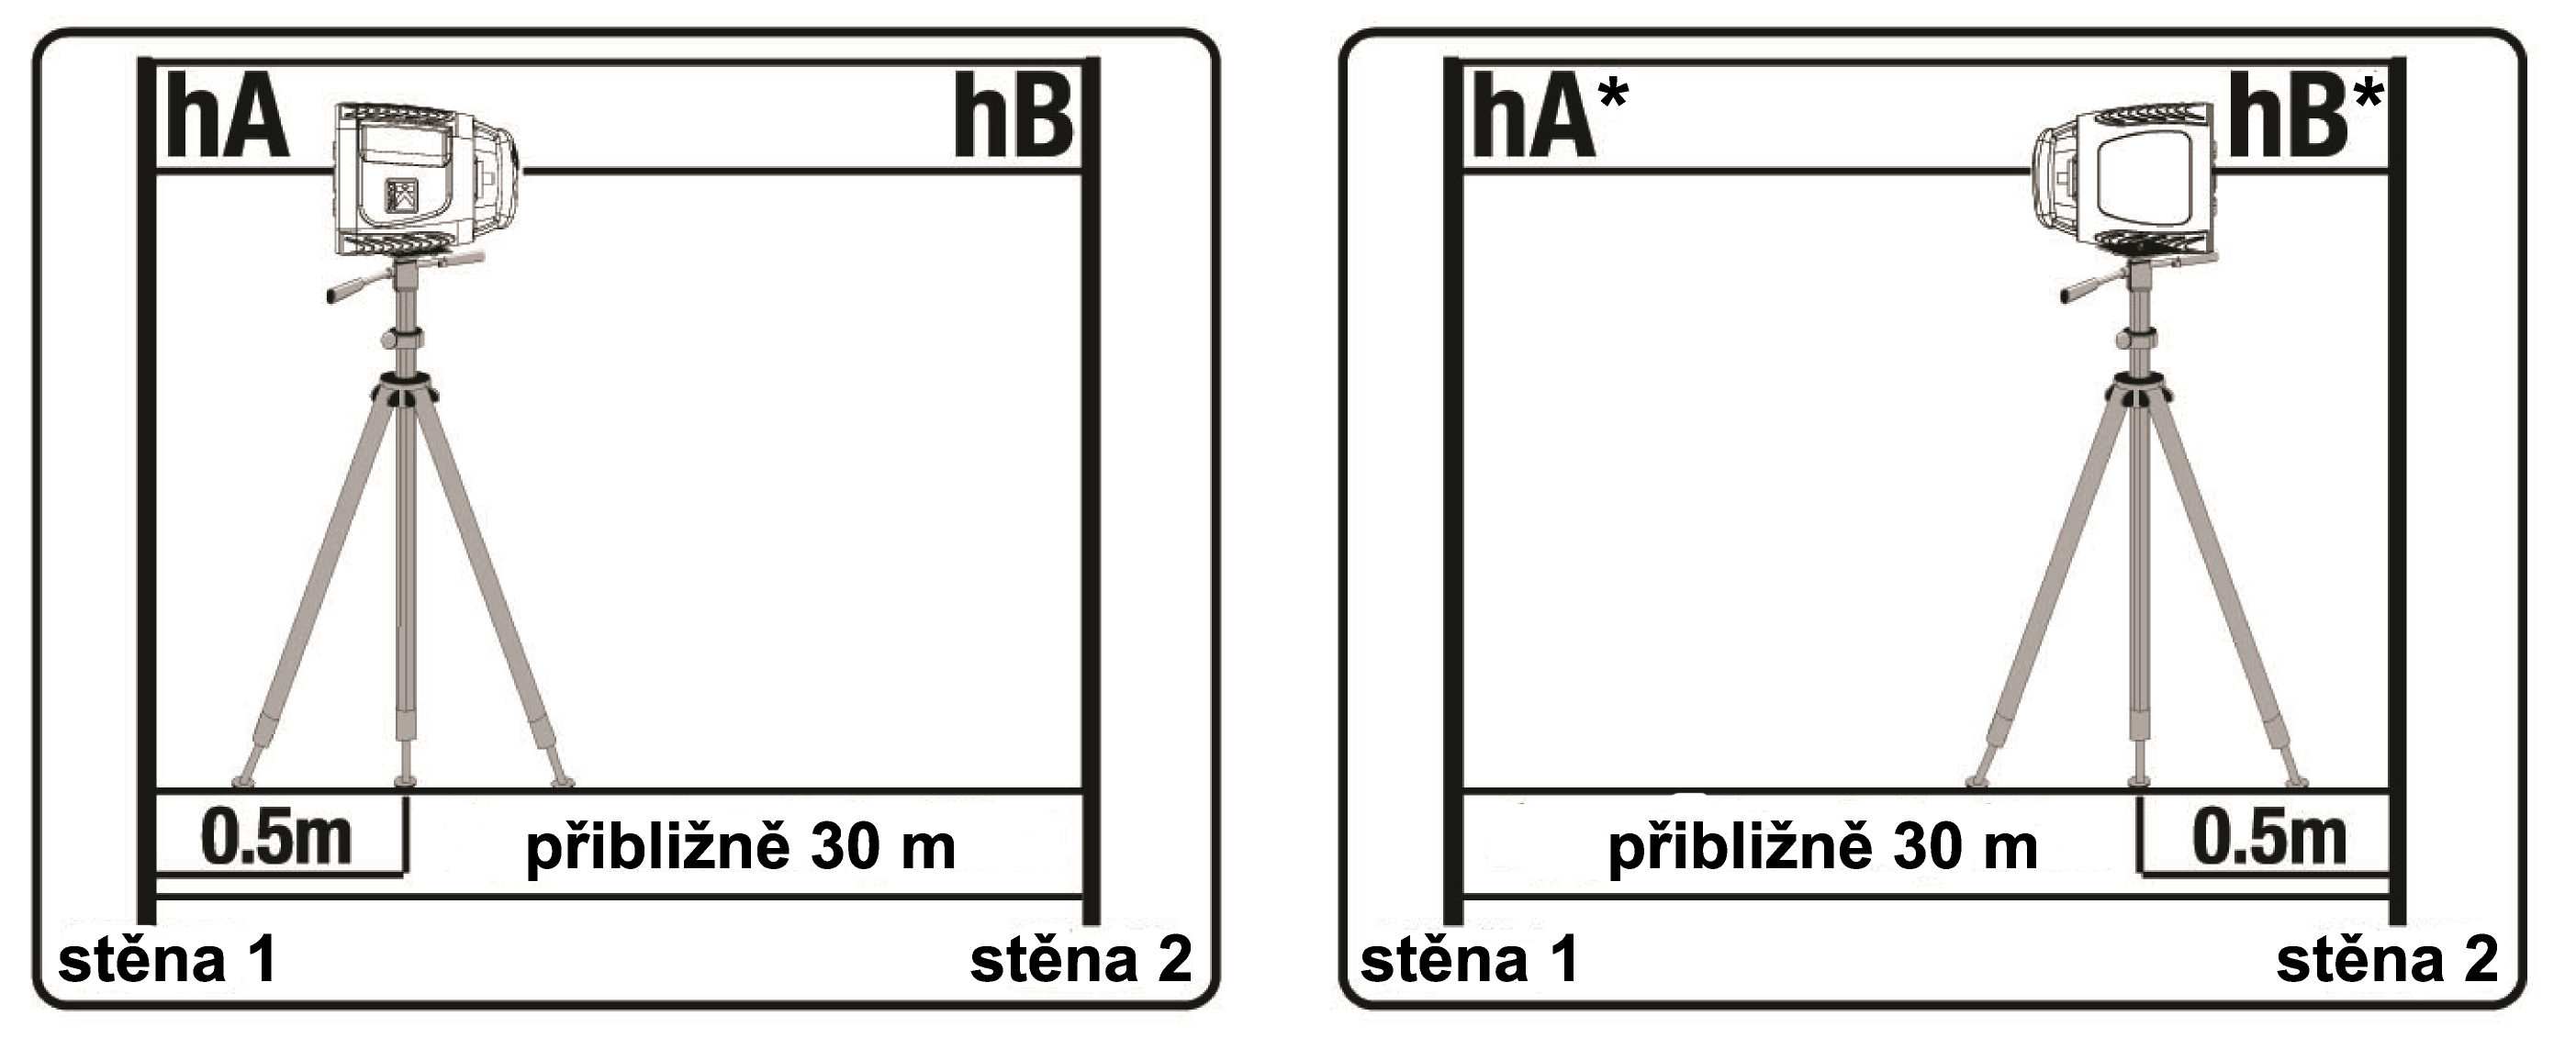 hA
hB
0.5m
přibližně 30 m
stěna 1
stěna 2
hA*
hB*
přibližně 30 m
0.5m
stěna 1
stěna 2